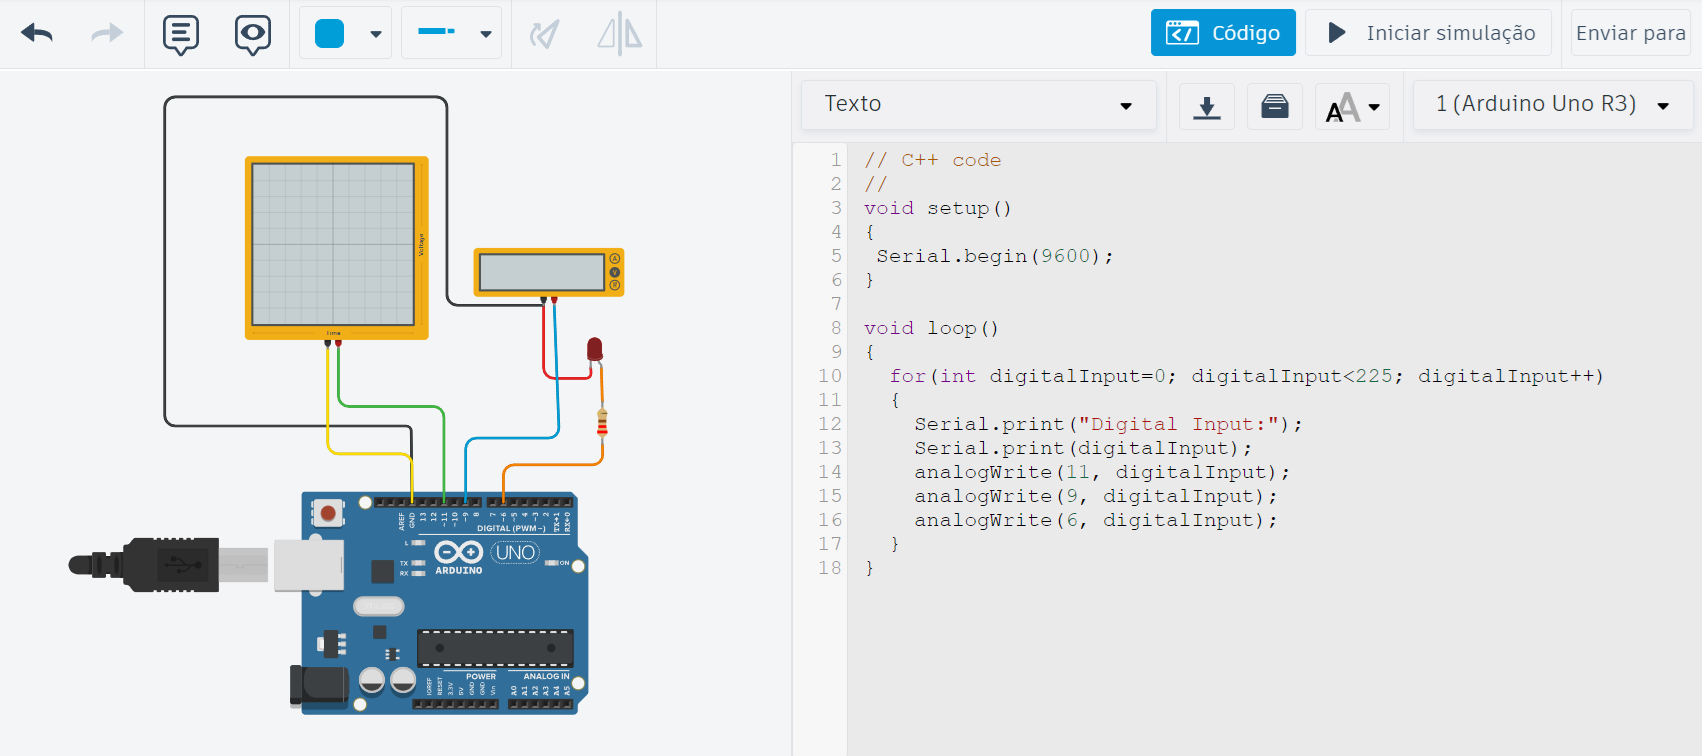 Código
Iniciar simulação
Enviar para
Texto
1 (Arduino Uno R3)
1 // C++ code
2 //
3 void setup()
4 {
5 Serial.begin(9600);
6 }
7
8 void loop()
9 {
10 for(int digitalInput=0; digitalInput<225; digitalInput++)
11 {
12 Serial.print("Digital Input:");
13 Serial.print(digitalInput);
14 analogWrite(11, digitalInput);
15 analogWrite(9, digitalInput);
16 analogWrite(6, digitalInput);
17 }
18 }
Voltage
Time
A
V
R
AREF
GND
13
12
~11
~10
~9
8
7
~6
~5
4
~3
2
TX→1
RX←0
DIGITAL (PWM~)
L
TX
RX
ARDUINO
UNO
ON
POWER
ANALOG IN
IOREF
RESET
3.3V
5V
GND
GND
Vin
A0
A1
A2
A3
A4
A5